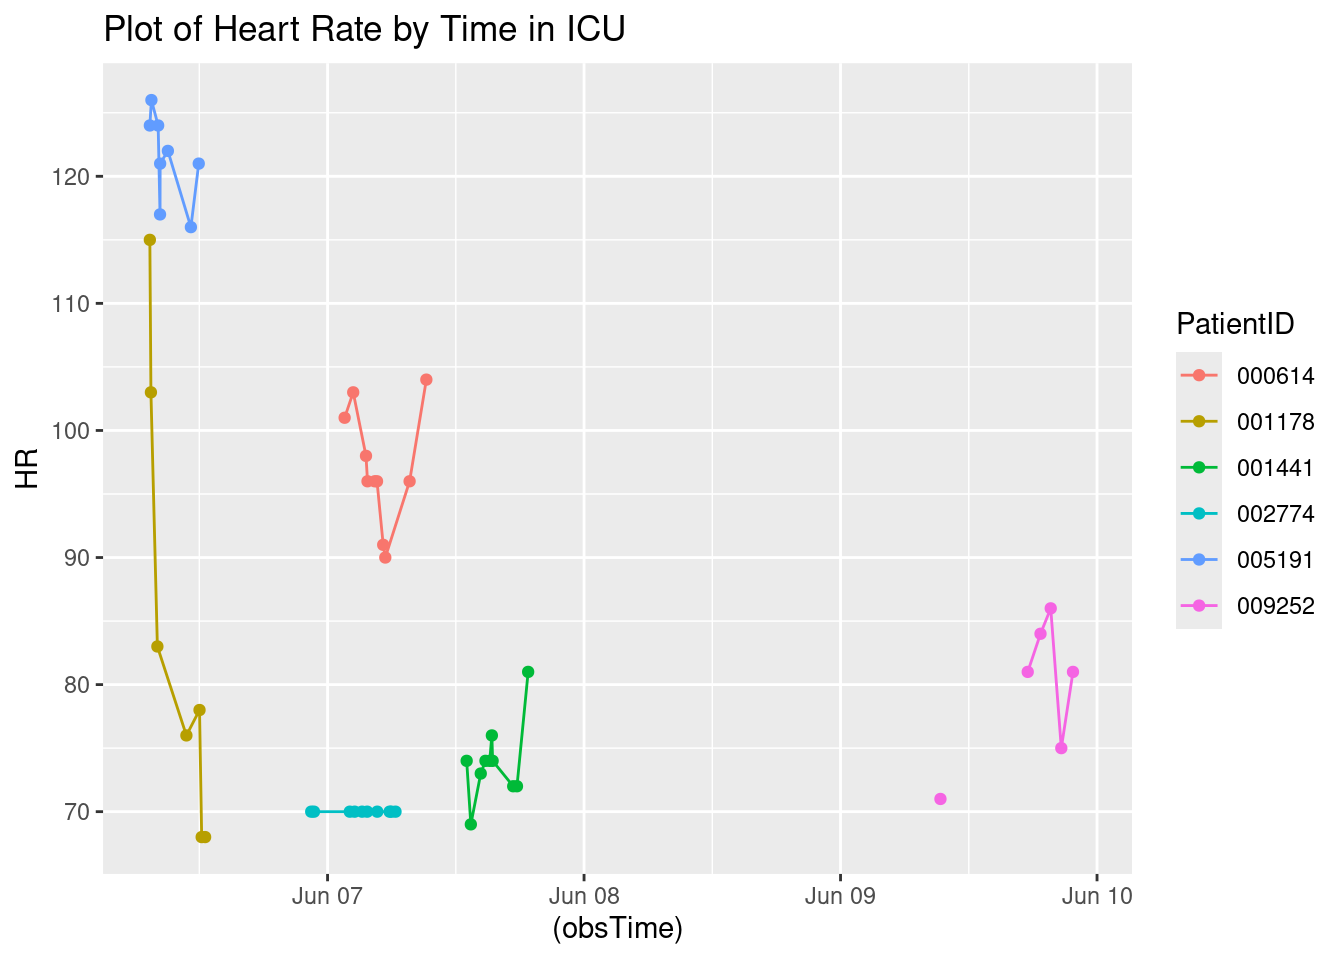 Plot of Heart Rate by Time in ICU
120
110
100
90
80
70
HR
Jun 07
Jun 08
Jun 09
Jun 10
(obsTime)
PatientID
000614
001178
001441
002774
005191
009252